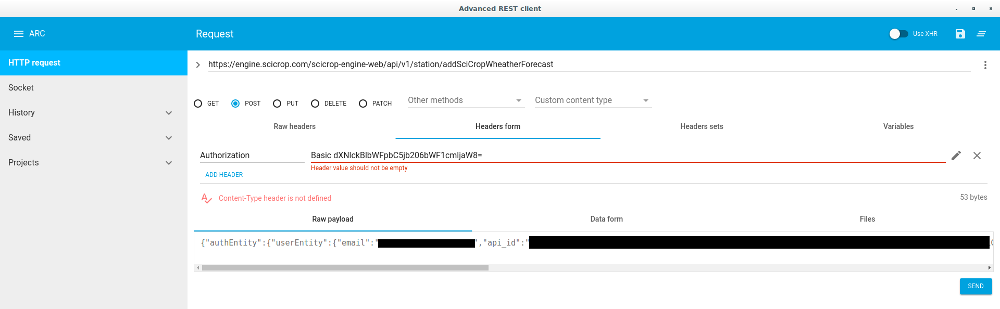 Advanced REST client
ARC
Request
Use XHR
HTTP request
https://engine.scicrop.com/scicrop-engine-web/api/v1/station/addSciCropWheatherForecast
Socket
History
GET POST PUT DELETE PATCH Other methods Custom content type
Saved
Raw headers Headers form Headers sets Variables
Projects
Authorization Basic dXNlckBlbWFpbC5jb206bWF1cmljaW8=
Header value should not be empty
ADD HEADER
Content-Type header is not defined 53 bytes
Raw payload Data form Files
{"authEntity":{"userEntity":{"email":" ","api_id":"
SEND